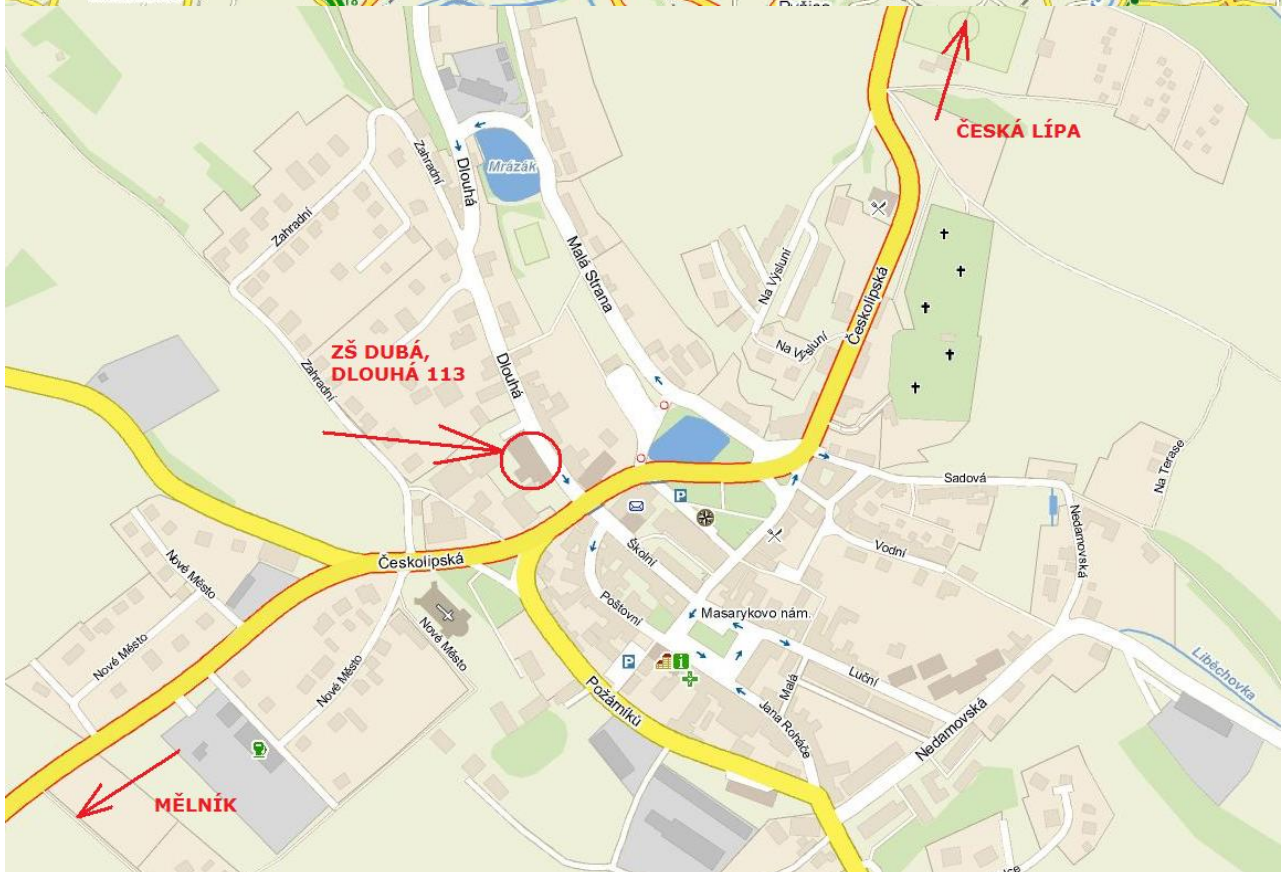 ČESKÁ LÍPA
Mrázák
Zahradní
Dlouhá
Zahradní
Malá Strana
Na Výsluní
Českolipská
Na Výsluní
ZŠ DUBÁ,
DLOUHÁ 113
Dlouhá
Zahradní
Na Terase
Sadová
P
Nedamovská
Vodní
Školní
Českolipská
Nové Město
Poštovní
Masarykovo nám.
Nové Město
Nové Město
Nové Město
P
i
Malá
Luční
Liběchovka
Požárníků
Jana Roháče
Nedamovská
MĚLNÍK